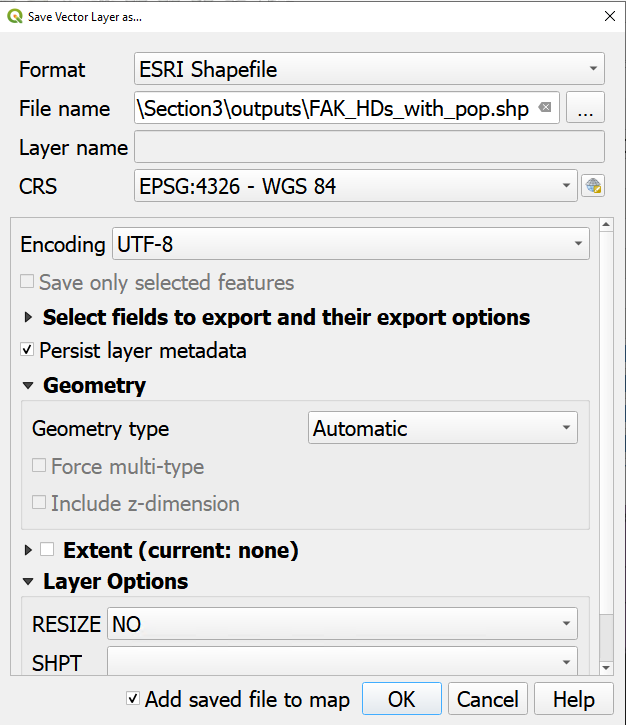 Save Vector Layer as...
Format ESRI Shapefile
File name \Section3\outputs\FAK_HDs_with_pop.shp ...
Layer name
CRS EPSG:4326 - WGS 84
Encoding UTF-8
Save only selected features
Select fields to export and their export options
Persist layer metadata
Geometry
Geometry type Automatic
Force multi-type
Include z-dimension
Extent (current: none)
Layer Options
RESIZE NO
SHPT
Add saved file to map OK Cancel Help